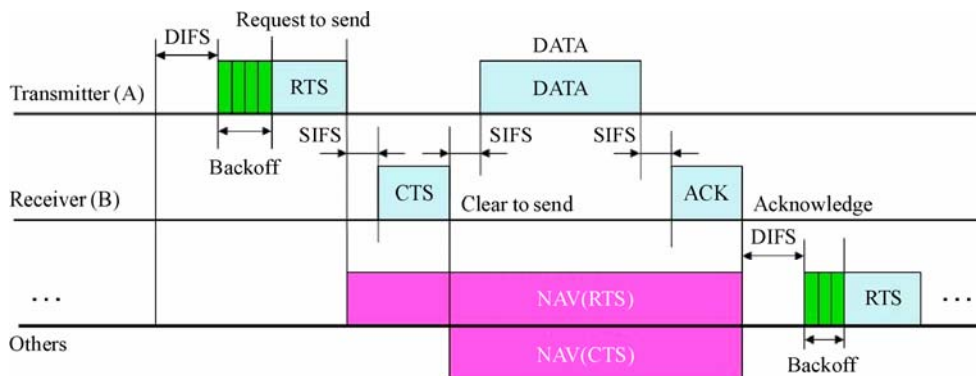 Request to send
DIFS
DATA
RTS
DATA
Transmitter (A)
SIFS
SIFS
SIFS
Backoff
CTS
ACK
Receiver (B)
Clear to send
Acknowledge
DIFS
...
NAV(RTS)
RTS
...
Others
NAV(CTS)
Backoff